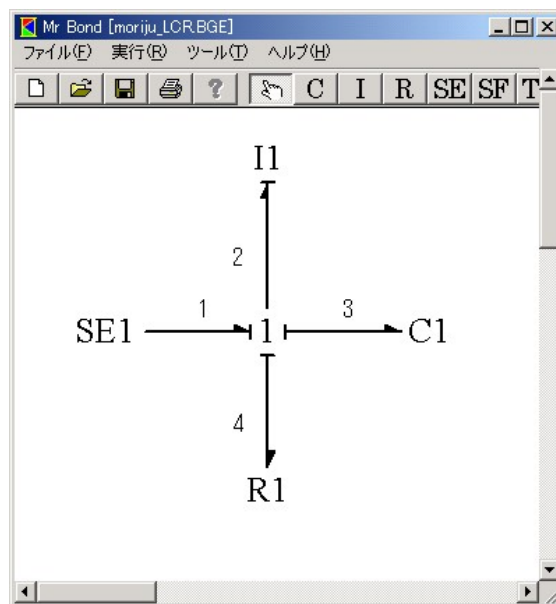 Mr Bond [moriju_LCR.BGE]
ファイル(F) 実行(R) ツール(T) ヘルプ(H)
? C I R SE SF T
I1
2
SE1 1 1 3 C1
4
R1